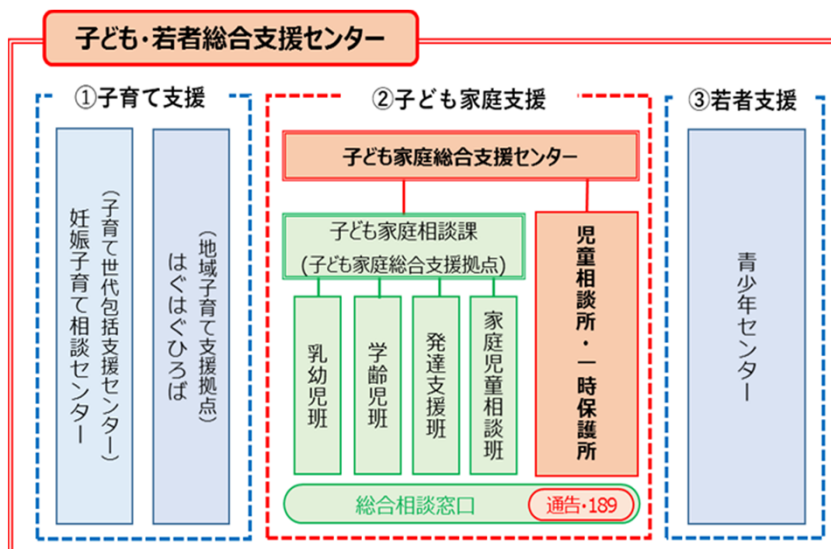 子ども・若者総合支援センター
①子育て支援
妊娠子育て相談センター
(子育て世代包括支援センター)
はぐはぐひろば
(地域子育て支援拠点)
②子ども家庭支援
子ども家庭総合支援センター
子ども家庭相談課
(子ども家庭総合支援拠点)
乳幼児班
学齢児班
発達支援班
家庭児童相談班
児童相談所・一時保護所
総合相談窓口
通告・189
③若者支援
青少年センター